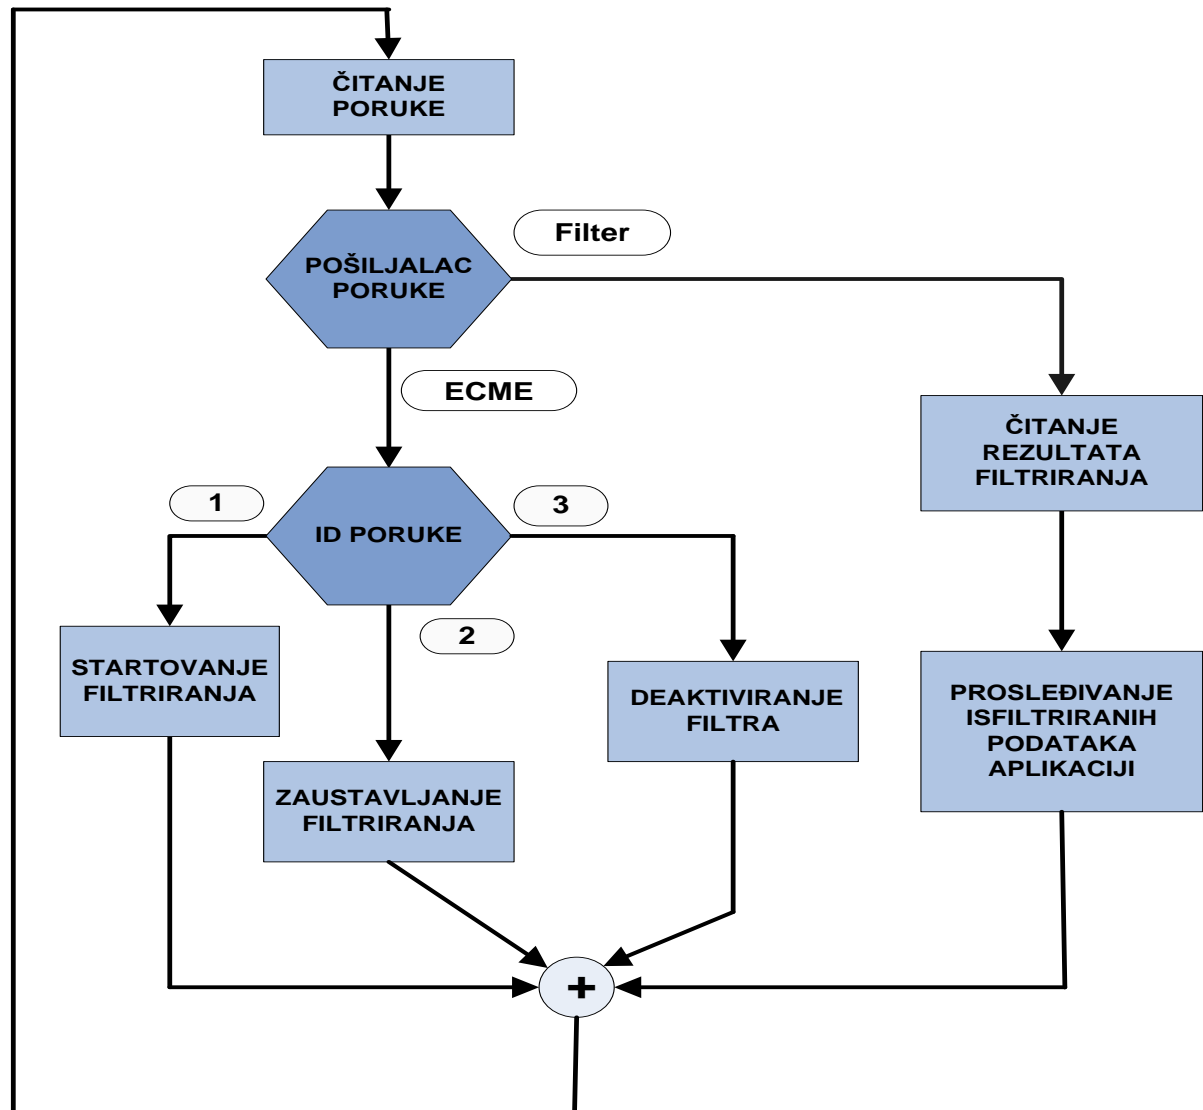 ČITANJE
PORUKE
Filter
POŠILJALAC
PORUKE
ECME
ČITANJE
REZULTATA
FILTRIRANJA
1
3
ID PORUKE
2
STARTOVANJE
FILTRIRANJA
DEAKTIVIRANJE
FILTRA
PROSLEĐIVANJE
ISFILTRIRANIH
PODATAKA
APLIKACIJI
ZAUSTAVLJANJE
FILTRIRANJA
+